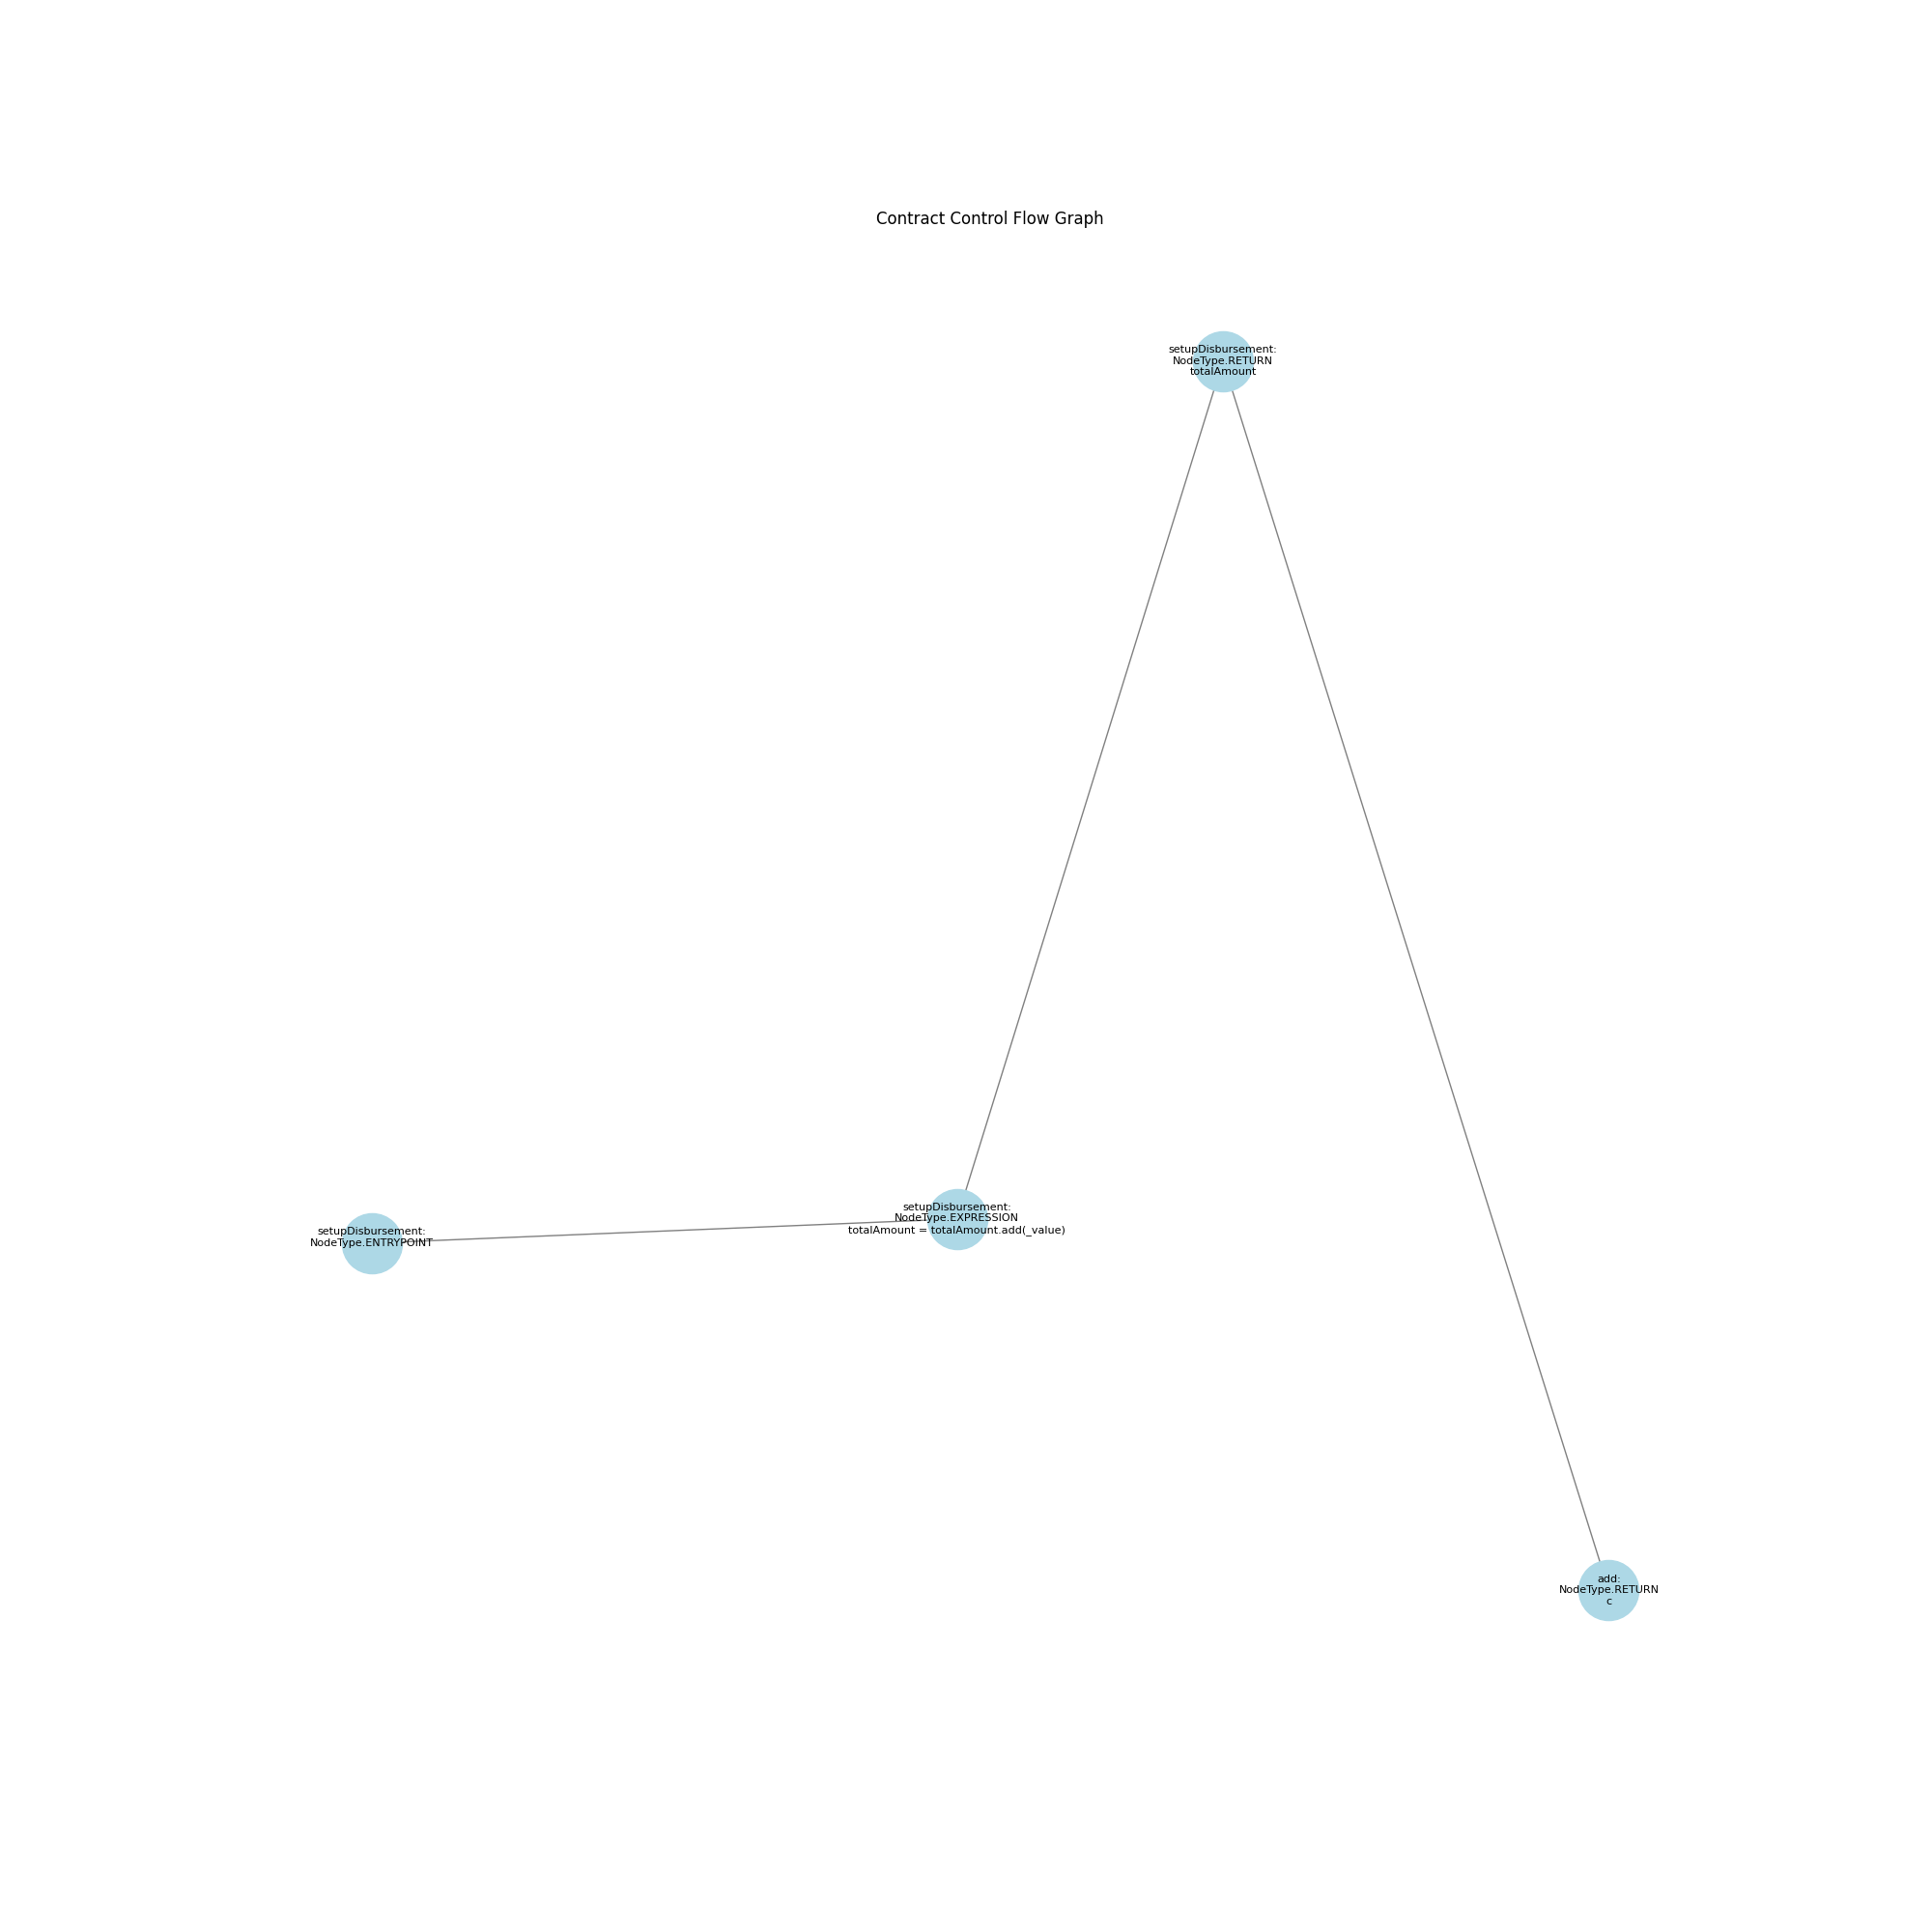 Contract Control Flow Graph
setupDisbursement:
NodeType.RETURN
totalAmount
setupDisbursement:
NodeType.EXPRESSION
totalAmount = totalAmount.add(_value)
setupDisbursement:
NodeType.ENTRYPOINT
add:
NodeType.RETURN
c